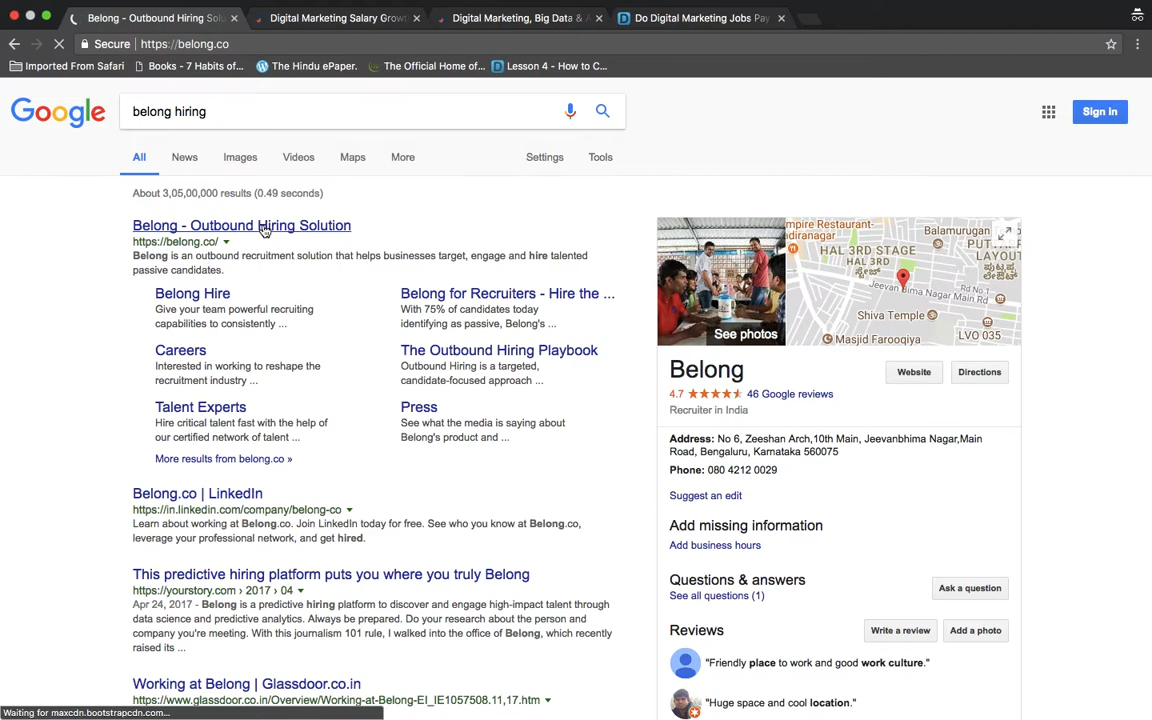 Belong - Outbound Hiring Solu
Digital Marketing Salary Grow
Digital Marketing, Big Data & A
Do Digital Marketing Jobs Pay
Secure | https://belong.co
Imported From Safari
Books - 7 Habits of...
The Hindu ePaper.
The Official Home of...
Lesson 4 - How to C...
Google
belong hiring
Sign in
All
News
Images
Videos
Maps
More
Settings
Tools
About 3,05,00,000 results (0.49 seconds)
Belong - Outbound Hiring Solution
https://belong.co/
Belong is an outbound recruitment solution that helps businesses target, engage and hire talented
passive candidates.
Belong Hire
Give your team powerful recruiting
capabilities to consistently ...
Belong for Recruiters - Hire the ...
With 75% of candidates today
identifying as passive, Belong's ...
Careers
Interested in working to reshape the
recruitment industry ...
The Outbound Hiring Playbook
Outbound Hiring is a targeted,
candidate-focused approach ...
Talent Experts
Hire critical talent fast with the help of
our certified network of talent ...
Press
See what the media is saying about
Belong's product and ...
More results from belong.co »
Belong.co | LinkedIn
https://in.linkedin.com/company/belong-co
Learn about working at Belong.co. Join LinkedIn today for free. See who you know at Belong.co,
leverage your professional network, and get hired.
This predictive hiring platform puts you where you truly Belong
https://yourstory.com › 2017 › 04
Apr 24, 2017 - Belong is a predictive hiring platform to discover and engage high-impact talent through
data science and predictive analytics. Always be prepared. Do your research about the person and
company you're meeting. With this journalism 101 rule, I walked into the office of Belong, which recently
raised its ...
Working at Belong | Glassdoor.co.in
https://www.glassdoor.co.in/Overview/Working-at-Belong-EI_IE1057508.11,17.htm
Waiting for maxcdn.bootstrapcdn.com...
See photos
mpire Restaurant-
ndiranagar
HAL 3RD STAGE
HAL 3RD
ಸ್ಟೇಜ್
Balamurugan
LAYOUT
Jeevan Bima Nagar Main Rd
Rd No 1
Shiva Temple
Masjid Farooqiya
LVO 035
Belong
Website
Directions
4.7
46 Google reviews
Recruiter in India
Address: No 6, Zeeshan Arch,10th Main, Jeevanbhima Nagar,Main
Road, Bengaluru, Karnataka 560075
Phone: 080 4212 0029
Suggest an edit
Add missing information
Add business hours
Questions & answers
See all questions (1)
Ask a question
Reviews
Write a review
Add a photo
"Friendly place to work and good work culture."
"Huge space and cool location."